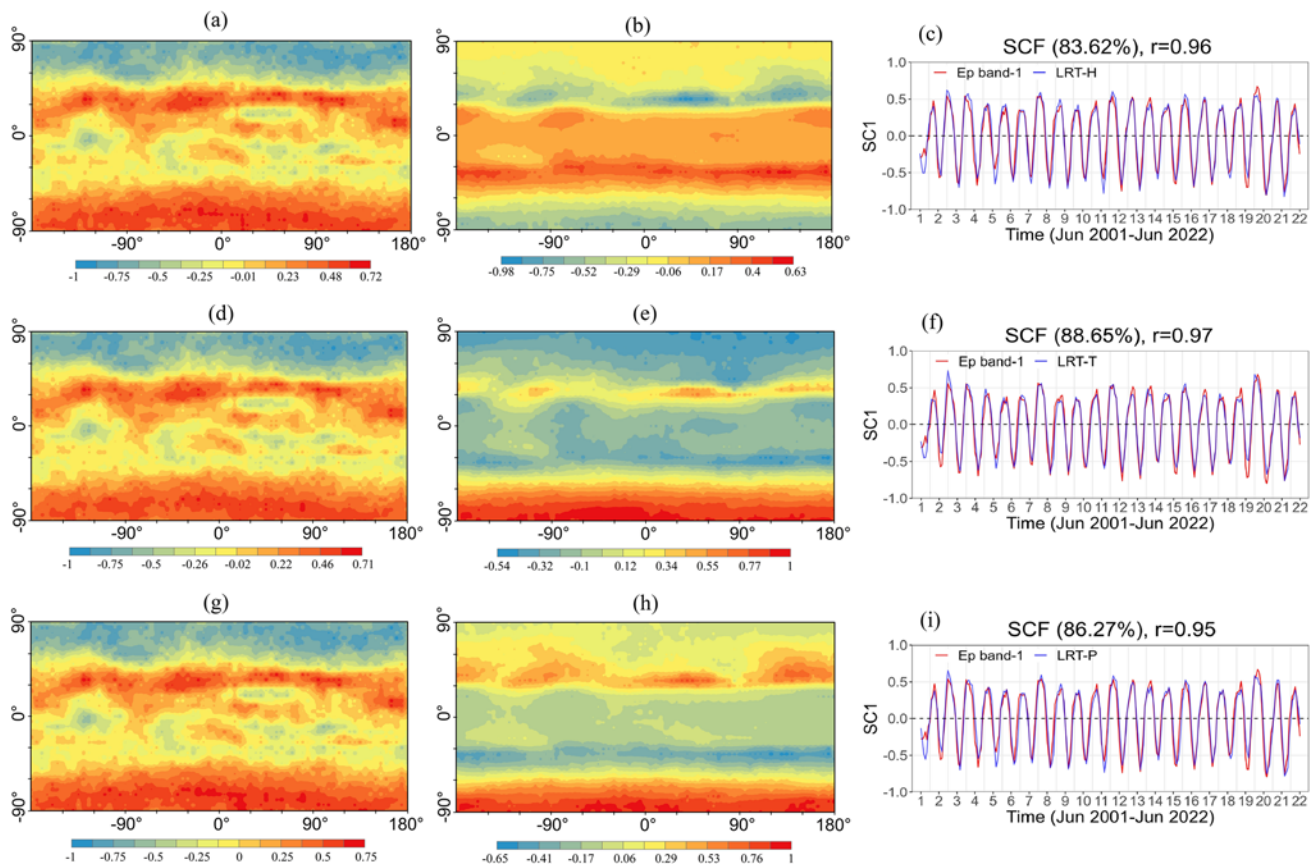 (a)
90°
0°
-90°
-90° 0° 90° 180°
-1 -0.75 -0.5 -0.25 -0.01 0.23 0.48 0.72
(b)
90°
0°
-90°
-90° 0° 90° 180°
-0.98 -0.75 -0.52 -0.29 -0.06 0.17 0.4 0.63
(c)
SCF (83.62%), r=0.96
Ep band-1 LRT-H
1.0
0.5
0.0
-0.5
-1.0
SC1
1 2 3 4 5 6 7 8 9 10 11 12 13 14 15 16 17 18 19 20 21 22
Time (Jun 2001-Jun 2022)
(d)
90°
0°
-90°
-90° 0° 90° 180°
-1 -0.75 -0.5 -0.26 -0.02 0.22 0.46 0.71
(e)
90°
0°
-90°
-90° 0° 90° 180°
-0.54 -0.32 -0.1 0.12 0.34 0.55 0.77 1
(f)
SCF (88.65%), r=0.97
Ep band-1 LRT-T
1.0
0.5
0.0
-0.5
-1.0
SC1
1 2 3 4 5 6 7 8 9 10 11 12 13 14 15 16 17 18 19 20 21 22
Time (Jun 2001-Jun 2022)
(g)
90°
0°
-90°
-90° 0° 90° 180°
-1 -0.75 -0.5 -0.25 0 0.25 0.5 0.75
(h)
90°
0°
-90°
-90° 0° 90° 180°
-0.65 -0.41 -0.17 0.06 0.29 0.53 0.76 1
(i)
SCF (86.27%), r=0.95
Ep band-1 LRT-P
1.0
0.5
0.0
-0.5
-1.0
SC1
1 2 3 4 5 6 7 8 9 10 11 12 13 14 15 16 17 18 19 20 21 22
Time (Jun 2001-Jun 2022)